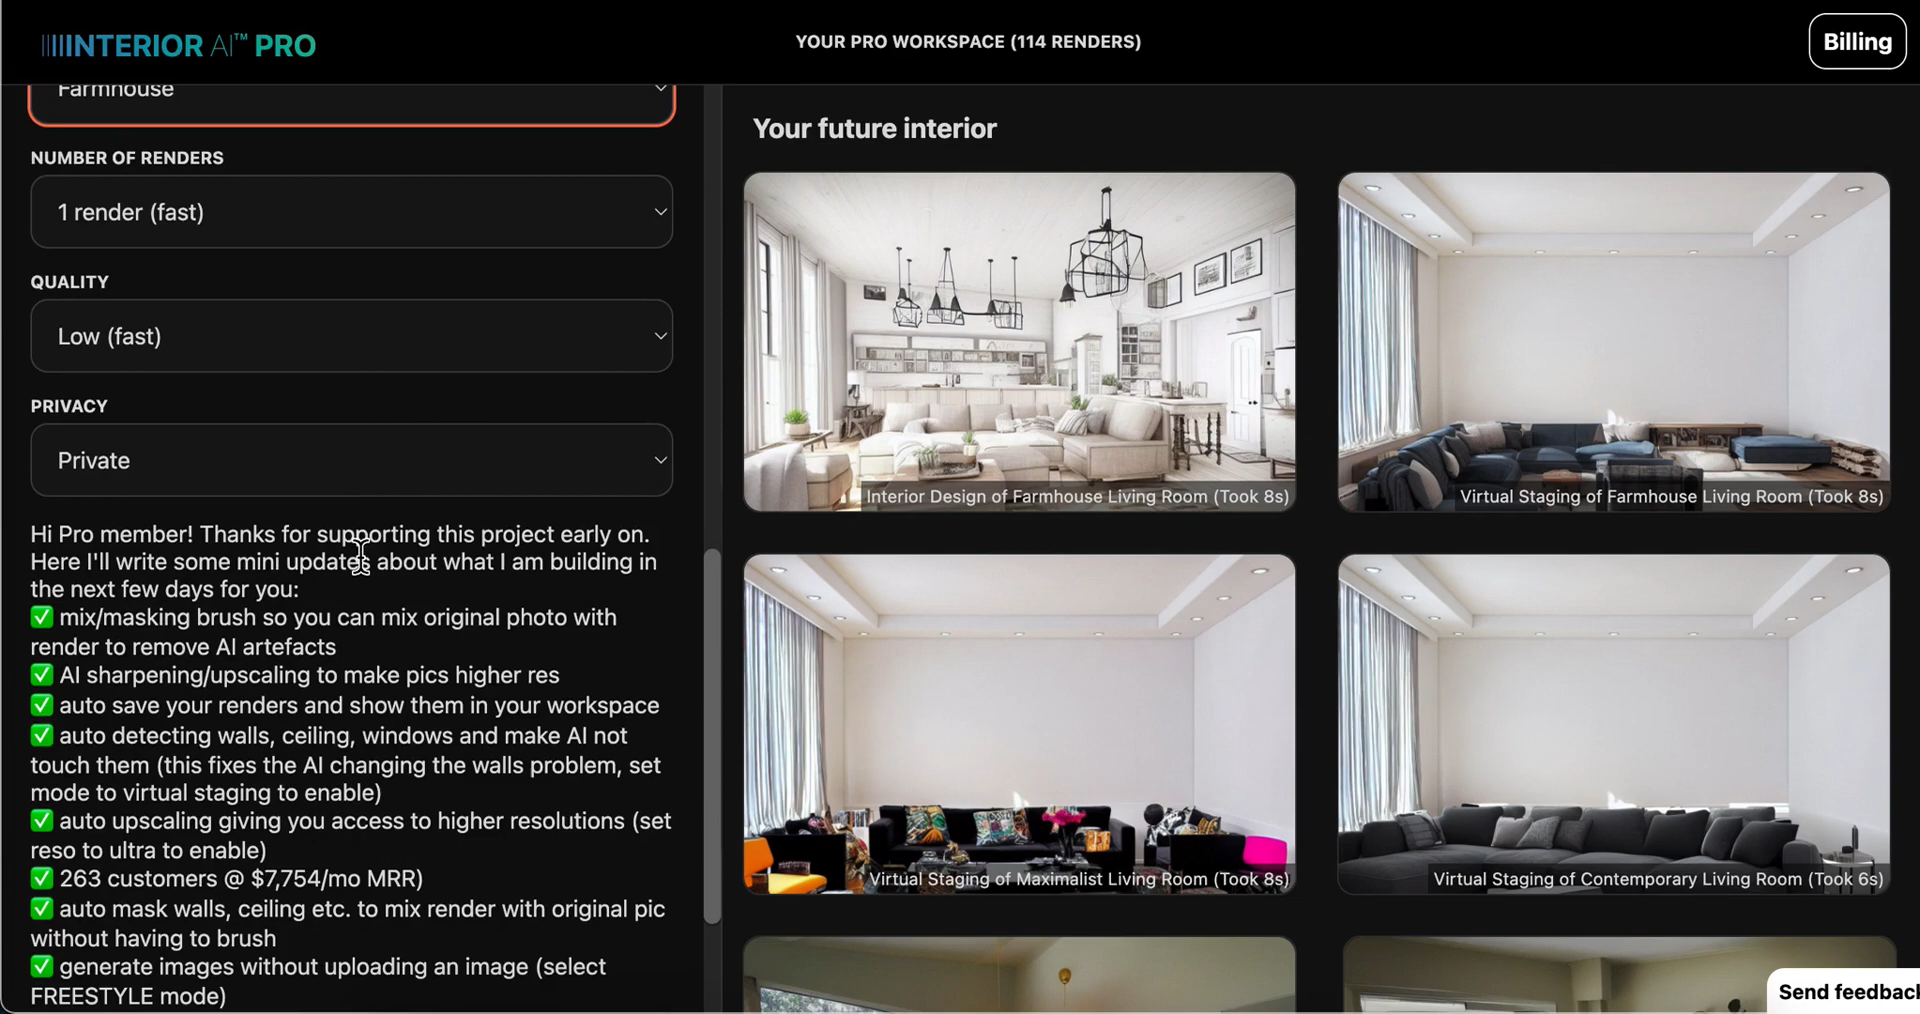 INTERIOR AI™ PRO
YOUR PRO WORKSPACE (114 RENDERS)
Billing
Farmhouse
NUMBER OF RENDERS
1 render (fast)
QUALITY
Low (fast)
PRIVACY
Private
Hi Pro member! Thanks for supporting this project early on.
Here I'll write some mini updates about what I am building in
the next few days for you:
✅ mix/masking brush so you can mix original photo with
render to remove AI artefacts
✅ AI sharpening/upscaling to make pics higher res
✅ auto save your renders and show them in your workspace
✅ auto detecting walls, ceiling, windows and make AI not
touch them (this fixes the AI changing the walls problem, set
mode to virtual staging to enable)
✅ auto upscaling giving you access to higher resolutions (set
reso to ultra to enable)
✅ 263 customers @ $7,754/mo MRR)
✅ auto mask walls, ceiling etc. to mix render with original pic
without having to brush
✅ generate images without uploading an image (select
FREESTYLE mode)
Your future interior
Interior Design of Farmhouse Living Room (Took 8s)
Virtual Staging of Farmhouse Living Room (Took 8s)
Virtual Staging of Maximalist Living Room (Took 8s)
Virtual Staging of Contemporary Living Room (Took 6s)
Send feedback